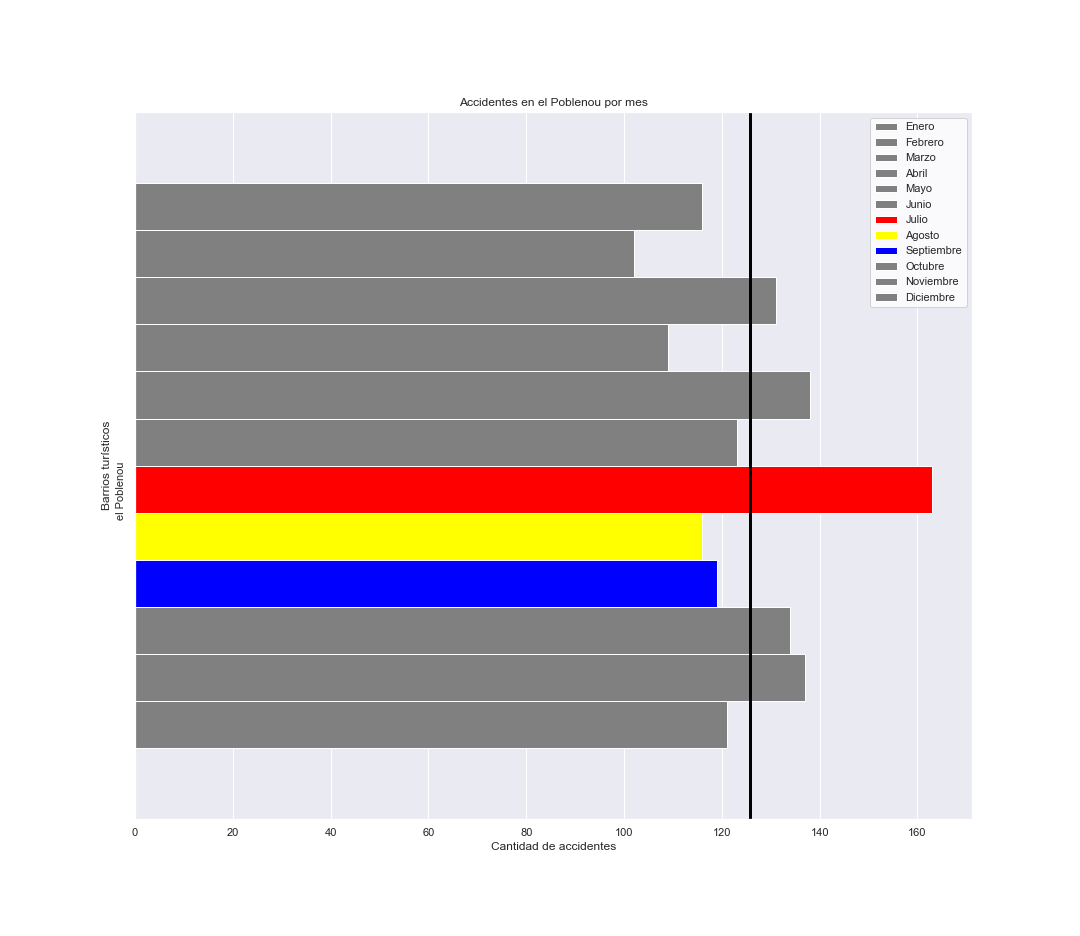 Accidentes en el Poblenou por mes
Enero
Febrero
Marzo
Abril
Mayo
Junio
Julio
Agosto
Septiembre
Octubre
Noviembre
Diciembre
Barrios turísticos
el Poblenou
0 20 40 60 80 100 120 140 160
Cantidad de accidentes